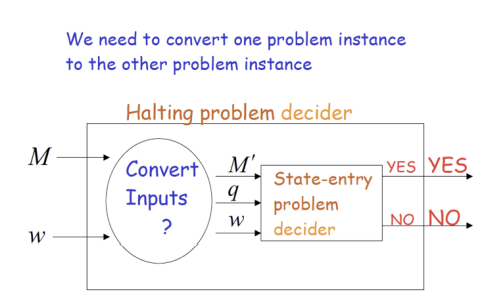 We need to convert one problem instance
to the other problem instance
Halting problem decider
M
w
Convert
Inputs
?
M′
q
w
State-entry
problem
decider
YES YES
NO NO